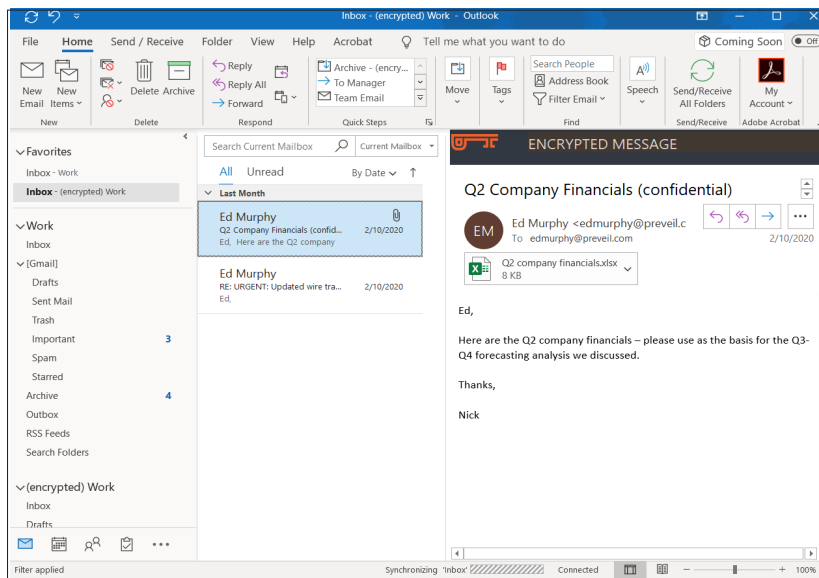 Inbox - (encrypted) Work - Outlook
File Home Send / Receive Folder View Help Acrobat Tell me what you want to do Coming Soon Off
New Email
New Items
Delete Archive
Reply
Reply All
Forward
Archive - (encry...
To Manager
Team Email
Move
Tags
Search People
Address Book
Filter Email
A
Speech
Send/Receive All Folders
My Account
New Delete Respond Quick Steps Find Send/Receive Adobe Acrobat
Favorites
Inbox - Work
Inbox - (encrypted) Work
Work
Inbox
[Gmail]
Drafts
Sent Mail
Trash
Important 3
Spam
Starred
Archive 4
Outbox
RSS Feeds
Search Folders
(encrypted) Work
Inbox
Drafts
Search Current Mailbox Current Mailbox
All Unread By Date
Last Month
Ed Murphy
Q2 Company Financials (confid... 2/10/2020
Ed, Here are the Q2 company
Ed Murphy
RE: URGENT: Updated wire tra... 2/10/2020
Ed,
ENCRYPTED MESSAGE
Q2 Company Financials (confidential)
EM
Ed Murphy <edmurphy@preveil.c
To edmurphy@preveil.com 2/10/2020
Q2 company financials.xlsx
8 KB
Ed,
Here are the Q2 company financials – please use as the basis for the Q3-
Q4 forecasting analysis we discussed.
Thanks,
Nick
Filter applied Synchronizing 'Inbox' Connected 100%